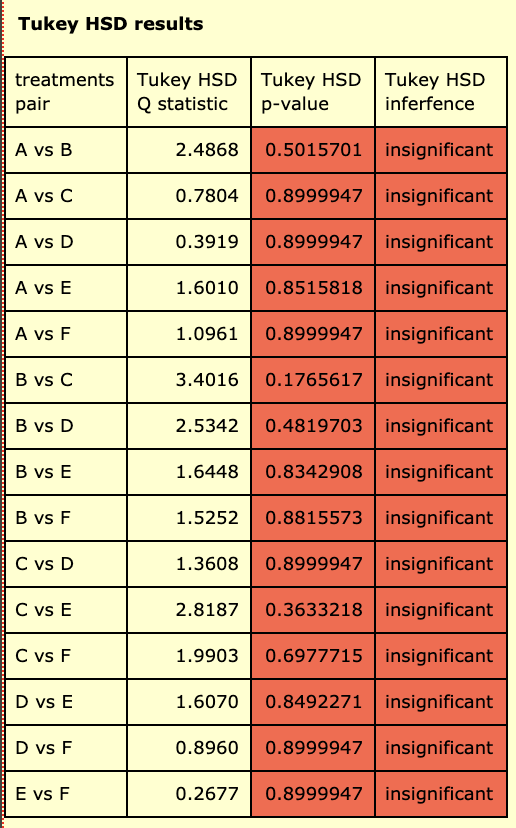 Tukey HSD results
treatments pair | Tukey HSD Q statistic | Tukey HSD p-value | Tukey HSD inferfence
A vs B | 2.4868 | 0.5015701 | insignificant
A vs C | 0.7804 | 0.8999947 | insignificant
A vs D | 0.3919 | 0.8999947 | insignificant
A vs E | 1.6010 | 0.8515818 | insignificant
A vs F | 1.0961 | 0.8999947 | insignificant
B vs C | 3.4016 | 0.1765617 | insignificant
B vs D | 2.5342 | 0.4819703 | insignificant
B vs E | 1.6448 | 0.8342908 | insignificant
B vs F | 1.5252 | 0.8815573 | insignificant
C vs D | 1.3608 | 0.8999947 | insignificant
C vs E | 2.8187 | 0.3633218 | insignificant
C vs F | 1.9903 | 0.6977715 | insignificant
D vs E | 1.6070 | 0.8492271 | insignificant
D vs F | 0.8960 | 0.8999947 | insignificant
E vs F | 0.2677 | 0.8999947 | insignificant